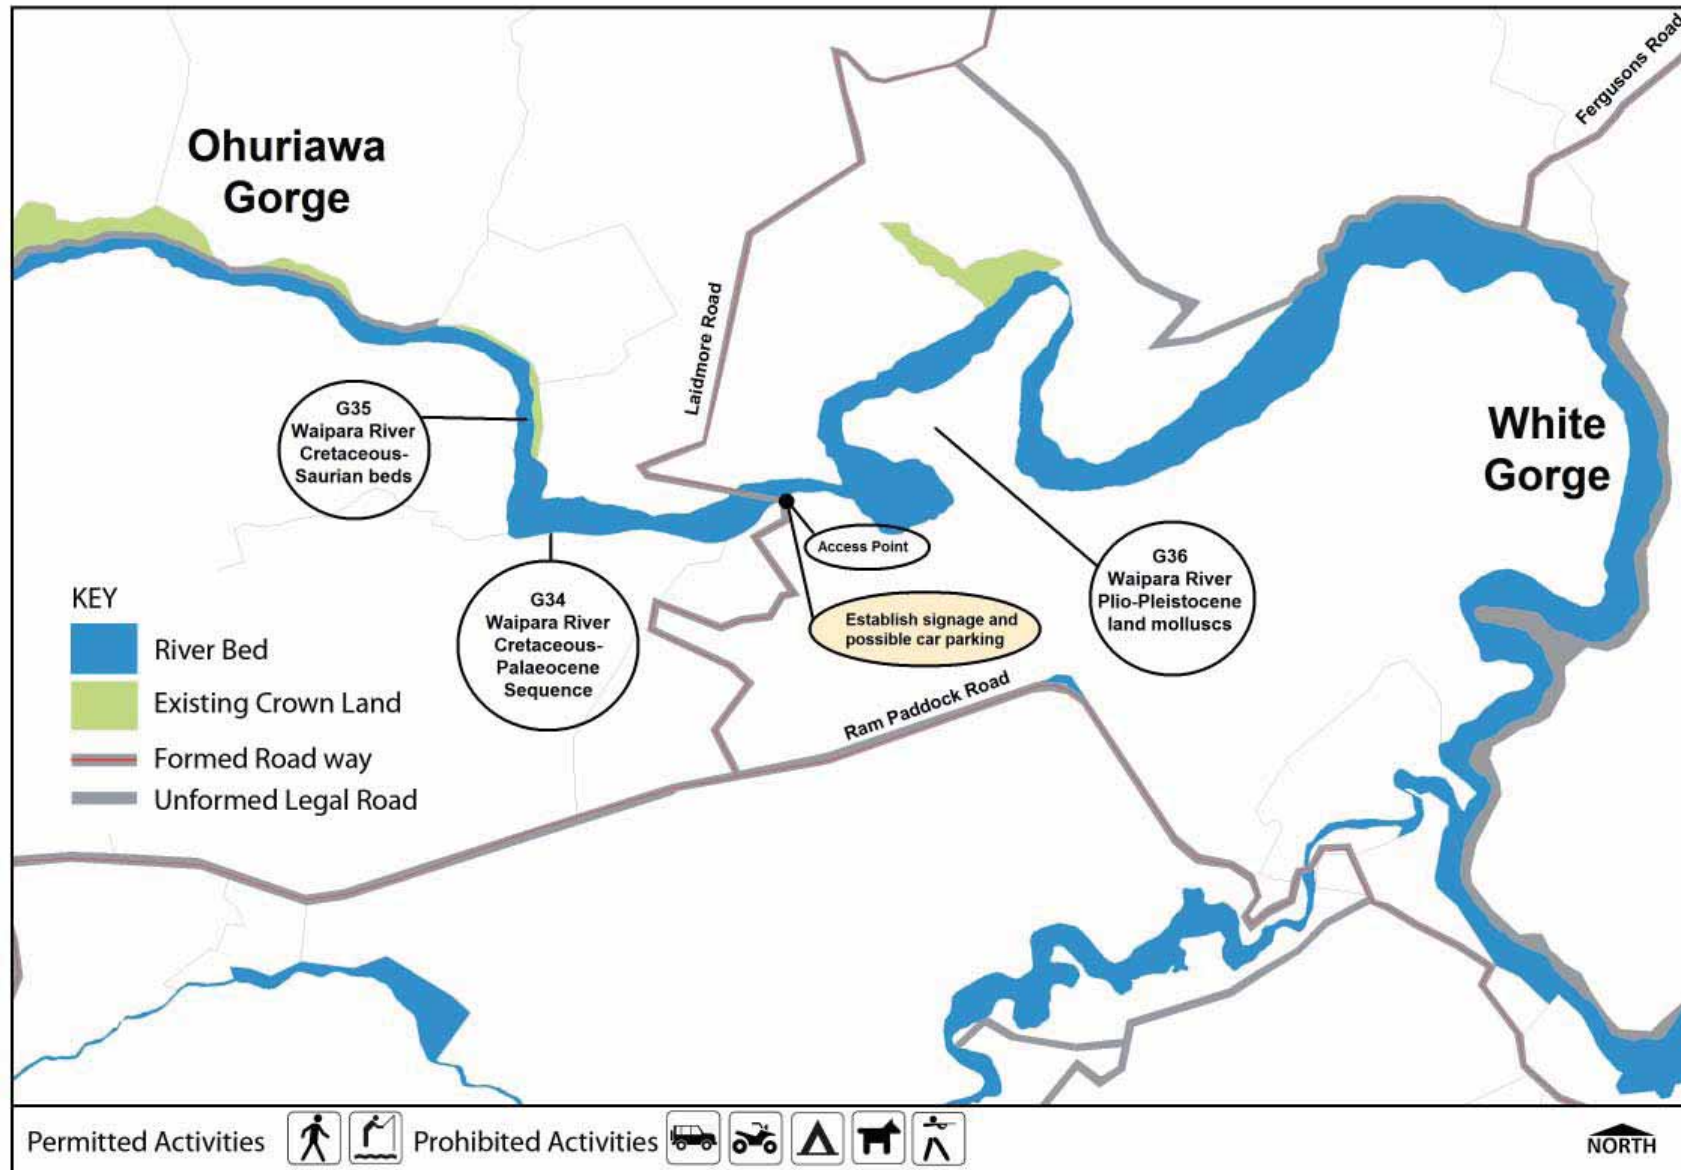 Ohuriawa
Gorge
Fergusons Road
Laidmore Road
G35
Waipara River
Cretaceous-
Saurian beds
White
Gorge
Access Point
G36
Waipara River
Plio-Pleistocene
land molluscs
G34
Waipara River
Cretaceous-
Palaeocene
Sequence
Establish signage and
possible car parking
Ram Paddock Road
KEY
River Bed
Existing Crown Land
Formed Road way
Unformed Legal Road
Permitted Activities
Prohibited Activities
NORTH